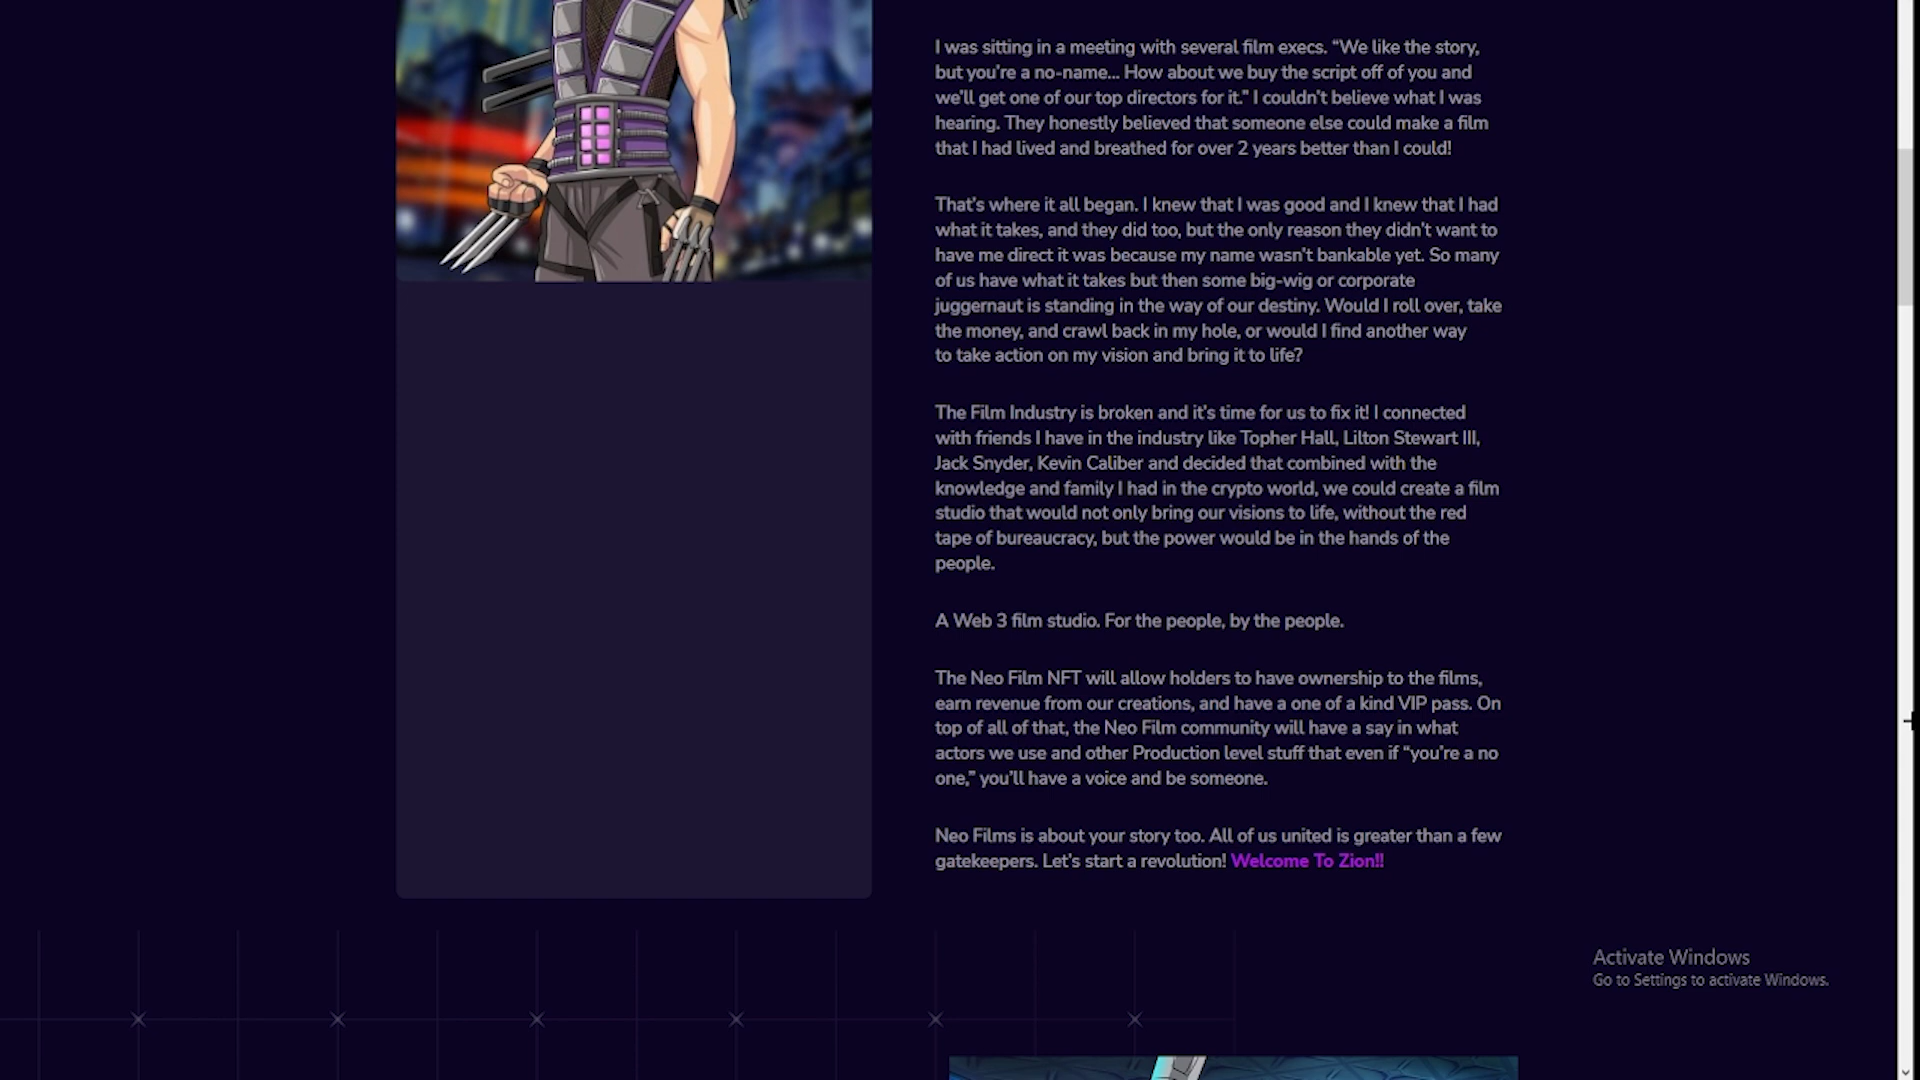 I was sitting in a meeting with several film execs. “We like the story,
but you’re a no-name... How about we buy the script off of you and
we’ll get one of our top directors for it.” I couldn’t believe what I was
hearing. They honestly believed that someone else could make a film
that I had lived and breathed for over 2 years better than I could!
That’s where it all began. I knew that I was good and I knew that I had
what it takes, and they did too, but the only reason they didn’t want to
have me direct it was because my name wasn’t bankable yet. So many
of us have what it takes but then some big-wig or corporate
juggernaut is standing in the way of our destiny. Would I roll over, take
the money, and crawl back in my hole, or would I find another way
to take action on my vision and bring it to life?
The Film Industry is broken and it’s time for us to fix it! I connected
with friends I have in the industry like Topher Hall, Lilton Stewart III,
Jack Snyder, Kevin Caliber and decided that combined with the
knowledge and family I had in the crypto world, we could create a film
studio that would not only bring our visions to life, without the red
tape of bureaucracy, but the power would be in the hands of the
people.
A Web 3 film studio. For the people, by the people.
The Neo Film NFT will allow holders to have ownership to the films,
earn revenue from our creations, and have a one of a kind VIP pass. On
top of all of that, the Neo Film community will have a say in what
actors we use and other Production level stuff that even if “you’re a no
one,” you’ll have a voice and be someone.
Neo Films is about your story too. All of us united is greater than a few
gatekeepers. Let’s start a revolution! Welcome To Zion!!
Activate Windows
Go to Settings to activate Windows.